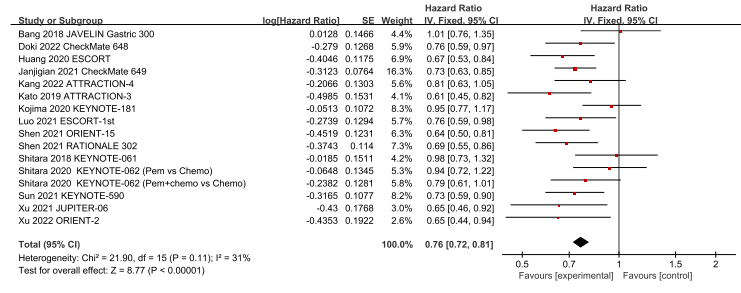 Hazard Ratio Hazard Ratio
Study or Subgroup log[Hazard Ratio] SE Weight IV, Fixed, 95% CI IV, Fixed, 95% CI
Bang 2018 JAVELIN Gastric 300 0.0128 0.1466 4.4% 1.01 [0.76, 1.35]
Doki 2022 CheckMate 648 -0.279 0.1268 5.9% 0.76 [0.59, 0.97]
Huang 2020 ESCORT -0.4046 0.1175 6.8% 0.67 [0.53, 0.84]
Janjigian 2021 CheckMate 649 -0.3123 0.0764 16.3% 0.73 [0.63, 0.85]
Kang 2022 ATTRACTION-4 -0.2066 0.1303 5.6% 0.81 [0.63, 1.05]
Kato 2019 ATTRACTION-3 -0.4985 0.1531 4.1% 0.61 [0.45, 0.82]
Kojima 2020 KEYNOTE-181 -0.0513 0.1072 8.3% 0.95 [0.77, 1.17]
Luo 2021 ESCORT-1st -0.2739 0.1294 5.7% 0.76 [0.59, 0.98]
Shen 2021 ORIENT-15 -0.4519 0.1231 6.3% 0.64 [0.50, 0.81]
Shen 2021 RATIONALE 302 -0.3743 0.114 7.3% 0.69 [0.55, 0.86]
Shitara 2018 KEYNOTE-061 -0.0185 0.1511 4.2% 0.98 [0.73, 1.32]
Shitara 2020 KEYNOTE-062 (Pem vs Chemo) -0.0648 0.1345 5.3% 0.94 [0.72, 1.22]
Shitara 2020 KEYNOTE-062 (Pem+chemo vs Chemo) -0.2382 0.1281 5.8% 0.79 [0.61, 1.01]
Sun 2021 KEYNOTE-590 -0.3165 0.1077 8.2% 0.73 [0.59, 0.90]
Xu 2021 JUPITER-06 -0.43 0.1768 3.0% 0.65 [0.46, 0.92]
Xu 2022 ORIENT-2 -0.4353 0.1922 2.6% 0.65 [0.44, 0.94]
Total (95% CI) 100.0% 0.76 [0.72, 0.81]
Heterogeneity: Chi² = 21.90, df = 15 (P = 0.11); I² = 31%
Test for overall effect: Z = 8.77 (P < 0.00001)
0.5 0.7 1 1.5 2
Favours [experimental] Favours [control]